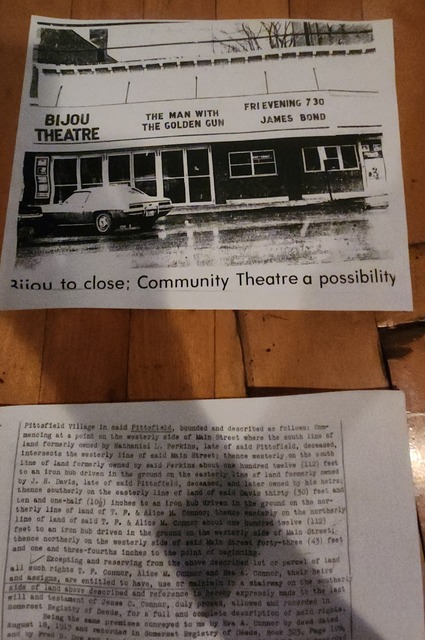 BIJOU
THEATRE
THE MAN WITH
THE GOLDEN GUN
FRI EVENING 7 30
JAMES BOND
Bijou to close; Community Theatre a possibility
Pittsfield Village in said Pittsfield, bounded and described as follows: Com-
mencing at a point on the westerly side of Main Street where the south line of
land formerly owned by Nathaniel L. Perkins, late of said Pittsfield, deceased,
intersects the westerly line of said Main Street; thence westerly on the south
line of land formerly owned by said Perkins about one hundred twelve (112) feet
to an iron hub driven in the ground on the easterly line of land formerly owned
by J. H. Davis, late of said Pittsfield, deceased, and later owned by his heirs;
thence southerly on the easterly line of land of said Davis thirty (30) feet and
ten and one-half (10½) inches to an iron hub driven in the ground on the nor-
therly line of land of T. P. & Alice M. Connor; thence easterly on the northerly
line of land of said T. P. & Alice M. Connor about one hundred twelve (112)
feet to an iron hub driven in the ground on the westerly side of Main Street;
thence northerly on the westerly side of said Main Street forty-three (43) feet
and one and three-fourths inches to the point of beginning.
Excepting and reserving from the above described lot or parcel of land
all such rights T. P. Connor, Alice M. Connor and Eva A. Connor, their heirs
and assigns, are entitled to have use or maintain in a stairway on the southerly
side of land above described and reference is hereby expressly made to the last
will and testament of Jesse C. Connor, duly proved, allowed and recorded in
Somerset Registry of Deeds, for a full and complete description of said rights.
Being the same premises conveyed to me by Eva A. Connor by deed dated
August 18, 1913 and recorded in Somerset Registry of Deeds, Book 323, Page